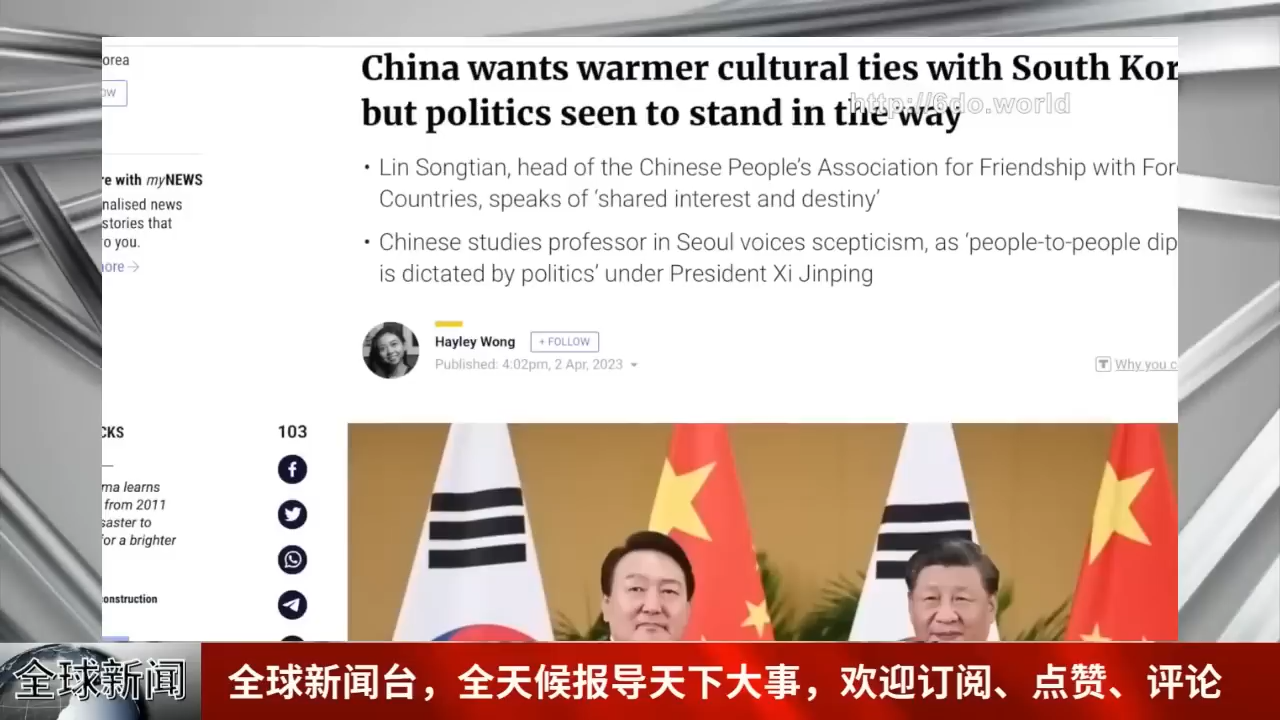 orea
ow
re with myNEWS
nalised news
stories that
o you.
more →
China wants warmer cultural ties with South Kor
but politics seen to stand in the way
http://6do.world
• Lin Songtian, head of the Chinese People's Association for Friendship with For
Countries, speaks of 'shared interest and destiny'
• Chinese studies professor in Seoul voices scepticism, as 'people-to-people dip
is dictated by politics' under President Xi Jinping
Hayley Wong
+ FOLLOW
Published: 4:02pm, 2 Apr, 2023
Why you c
CKS
103
ma learns
from 2011
saster to
for a brighter
onstruction
全球新闻
全球新闻台，全天候报导天下大事，欢迎订阅、点赞、评论